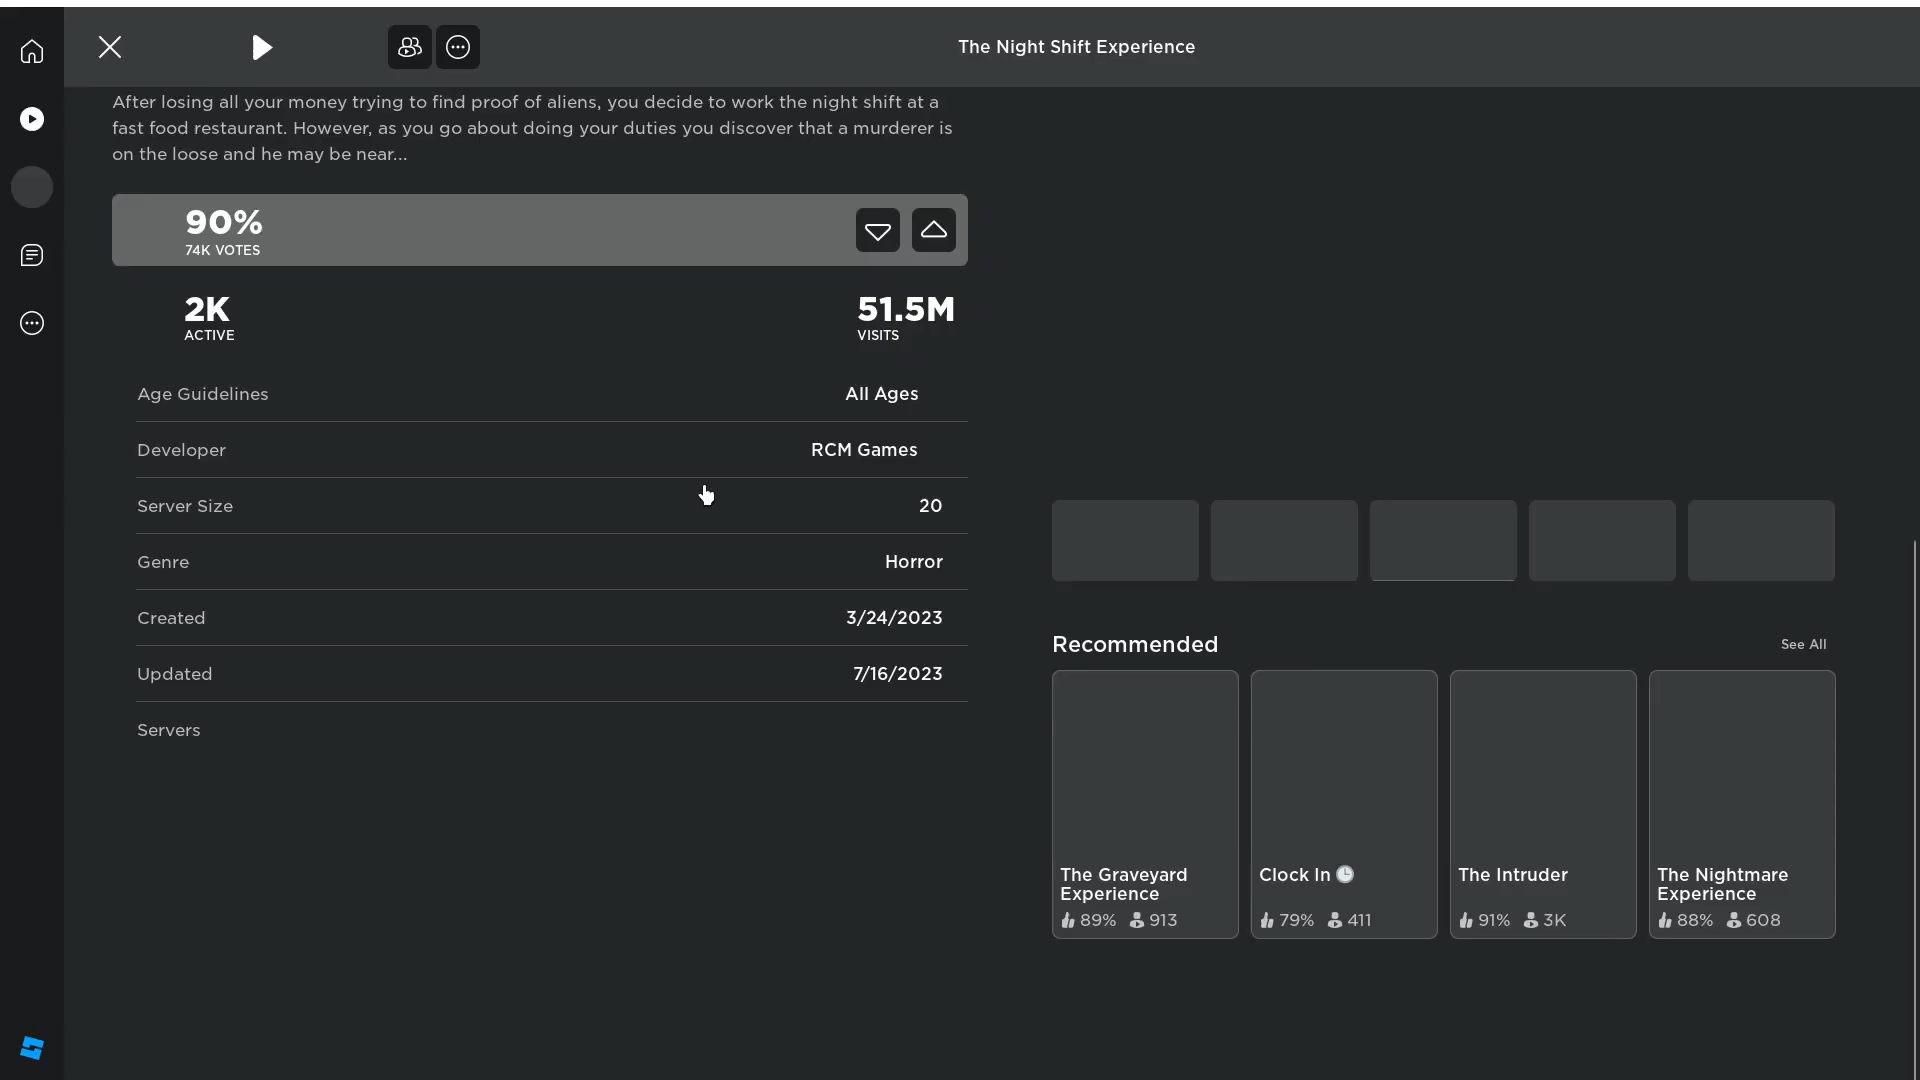 The Night Shift Experience
After losing all your money trying to find proof of aliens, you decide to work the night shift at a
fast food restaurant. However, as you go about doing your duties you discover that a murderer is
on the loose and he may be near...
90%
74K VOTES
2K
ACTIVE
51.5M
VISITS
Age Guidelines
All Ages
Developer
RCM Games
Server Size
20
Genre
Horror
Created
3/24/2023
Updated
7/16/2023
Servers
Recommended
See All
The Graveyard
Experience
89% 913
Clock In
79% 411
The Intruder
91% 3K
The Nightmare
Experience
88% 608